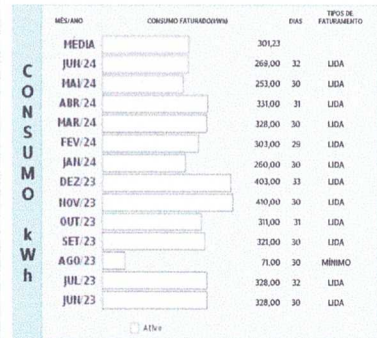 MÊS/ANO CONSUMO FATURADO(kWh) DIAS TIPOS DE FATURAMENTO
CONSUMO kWh
MÉDIA 301,23
JUN/24 269,00 32 LIDA
MAI/24 253,00 30 LIDA
ABR/24 331,00 31 LIDA
MAR/24 328,00 30 LIDA
FEV/24 303,00 29 LIDA
JAN/24 260,00 30 LIDA
DEZ/23 403,00 33 LIDA
NOV/23 410,00 30 LIDA
OUT/23 311,00 31 LIDA
SET/23 321,00 30 LIDA
AGO/23 71,00 30 MÍNIMO
JUL/23 328,00 32 LIDA
JUN/23 328,00 30 LIDA